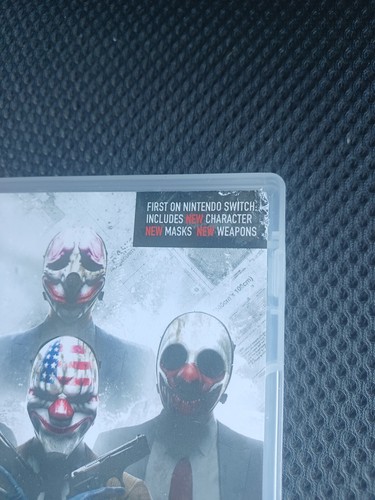 FIRST ON NINTENDO SWITCH:
INCLUDES NEW CHARACTER
NEW MASKS NEW WEAPONS